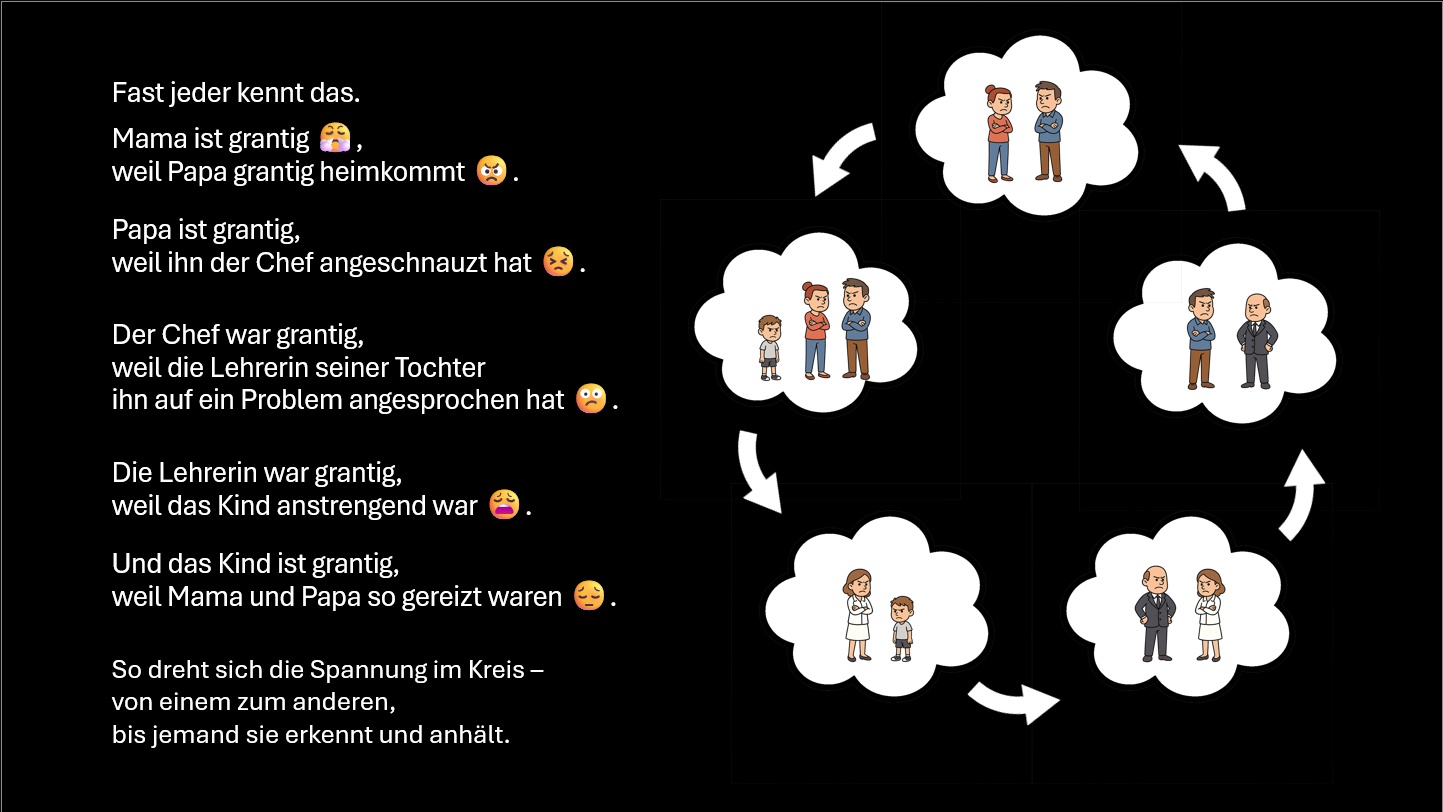 Fast jeder kennt das.
Mama ist grantig 😤,
weil Papa grantig heimkommt 😠.
Papa ist grantig,
weil ihn der Chef angeschnauzt hat 😣.
Der Chef war grantig,
weil die Lehrerin seiner Tochter
ihn auf ein Problem angesprochen hat 🫤.
Die Lehrerin war grantig,
weil das Kind anstrengend war 😩.
Und das Kind ist grantig,
weil Mama und Papa so gereizt waren 😔.
So dreht sich die Spannung im Kreis –
von einem zum anderen,
bis jemand sie erkennt und anhält.